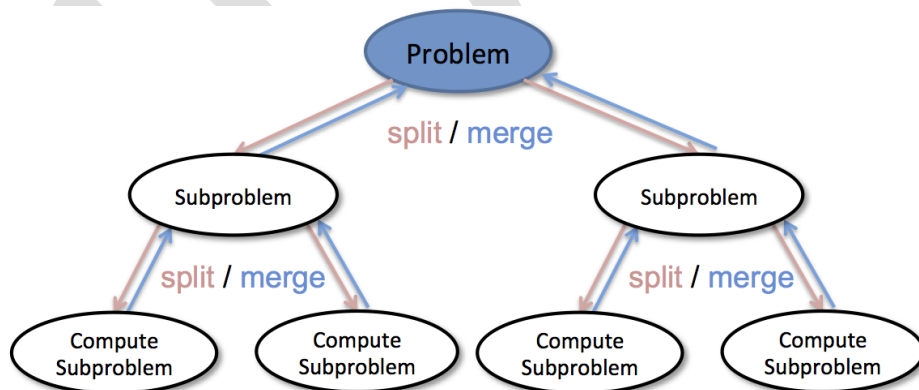 Problem
split / merge
Subproblem
Subproblem
split / merge
split / merge
Compute
Subproblem
Compute
Subproblem
Compute
Subproblem
Compute
Subproblem